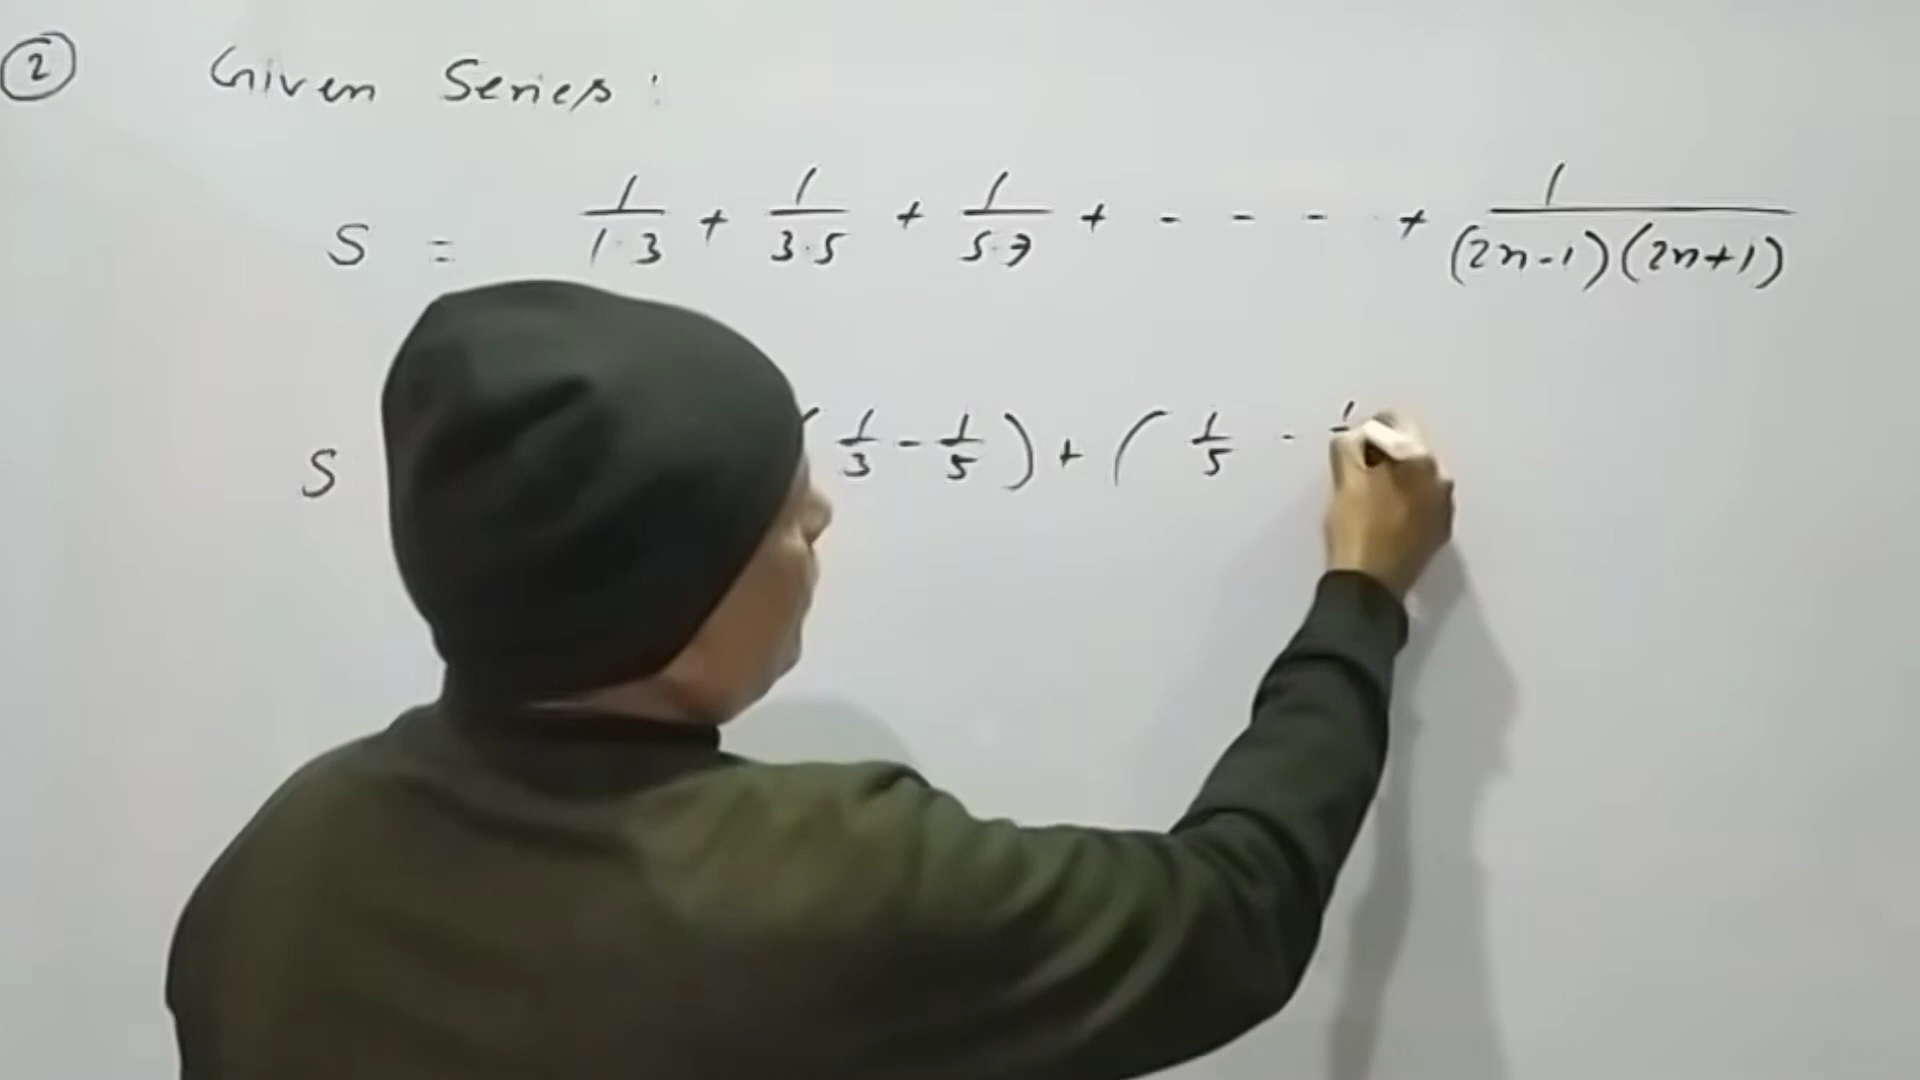 ② Given Series:
S = 1/1·3 + 1/3·5 + 1/5·7 + - - - + 1/(2n-1)(2n+1)
S (1/3 - 1/5) + (1/5 - 1